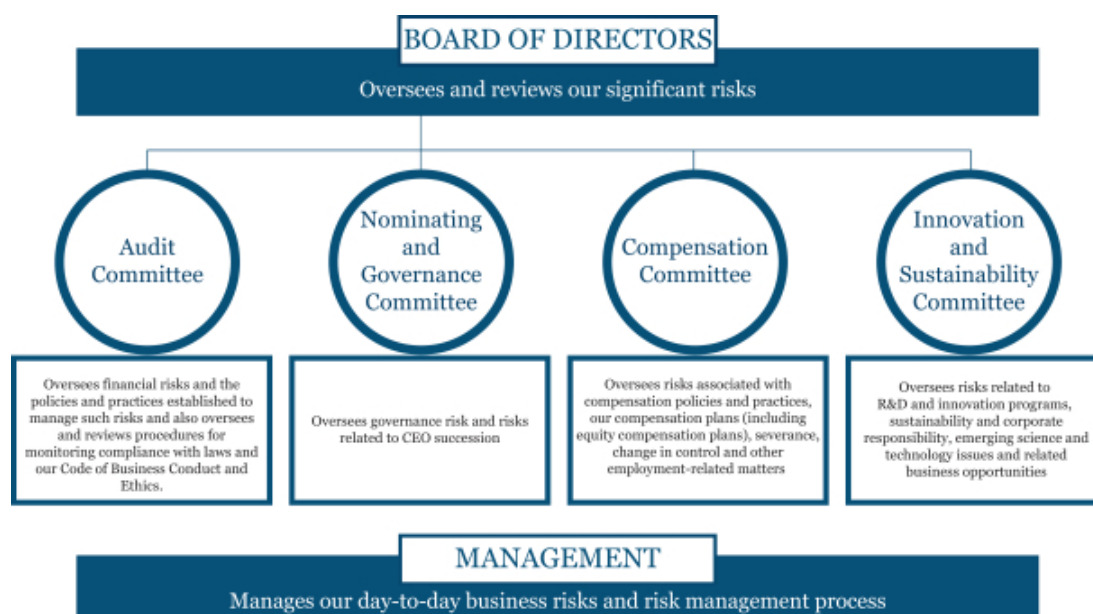 BOARD OF DIRECTORS
Oversees and reviews our significant risks
Audit
Committee
Nominating
and
Governance
Committee
Compensation
Committee
Innovation
and
Sustainability
Committee
Oversees financial risks and the
policies and practices established to
manage such risks and also oversees
and reviews procedures for
monitoring compliance with laws and
our Code of Business Conduct and
Ethics.
Oversees governance risk and risks
related to CEO succession
Oversees risks associated with
compensation policies and practices,
our compensation plans (including
equity compensation plans), severance,
change in control and other
employment-related matters
Oversees risks related to
R&D and innovation programs,
sustainability and corporate
responsibility, emerging science and
technology issues and related
business opportunities
MANAGEMENT
Manages our day-to-day business risks and risk management process